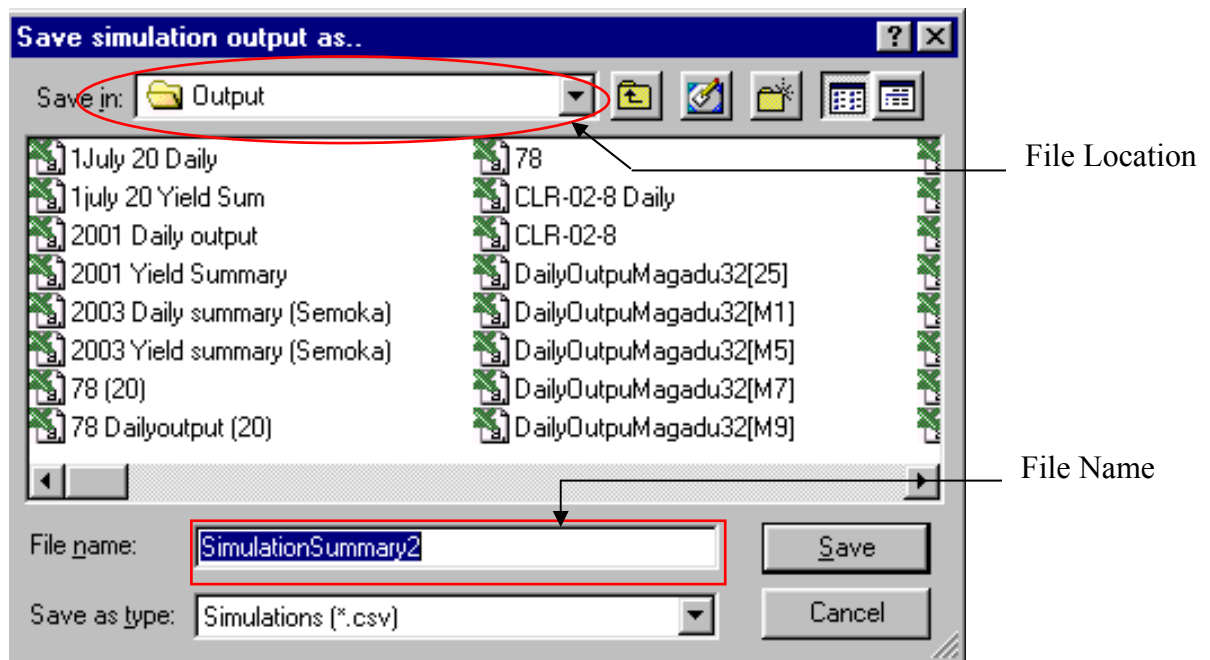 Save simulation output as..
Save in: Output
File Location
1July 20 Daily
1july 20 Yield Sum
2001 Daily output
2001 Yield Summary
2003 Daily summary (Semoka)
2003 Yield summary (Semoka)
78 (20)
78 Dailyoutput (20)
78
CLR-02-8 Daily
CLR-02-8
DailyOutpuMagadu32[25]
DailyOutpuMagadu32[M1]
DailyOutpuMagadu32[M5]
DailyOutpuMagadu32[M7]
DailyOutpuMagadu32[M9]
File Name
File name: SimulationSummary2
Save
Save as type: Simulations (*.csv)
Cancel